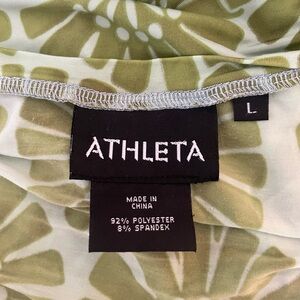 L
ATHLETA
MADE IN
CHINA
92% POLYESTER
8% SPANDEX